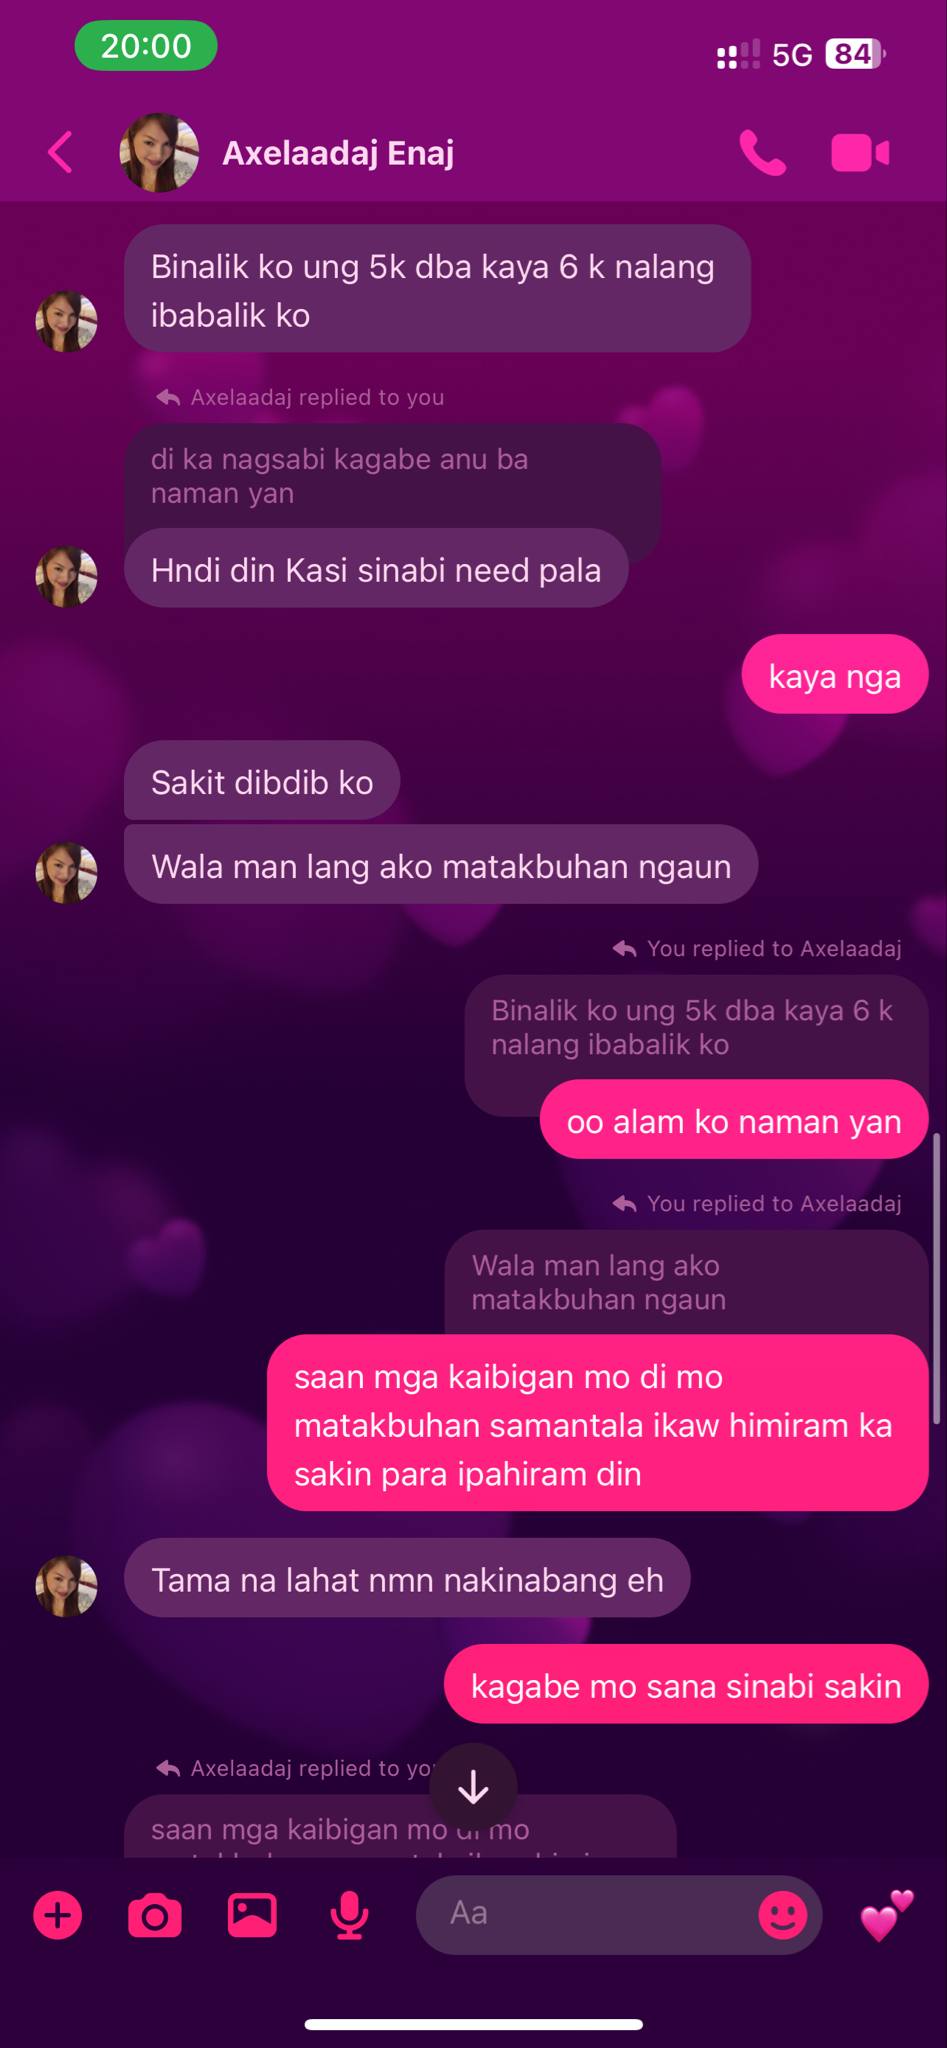 20:00
5G 84
Axelaadaj Enaj
Binalik ko ung 5k dba kaya 6 k nalang
ibabalik ko
Axelaadaj replied to you
di ka nagsabi kagabe anu ba
naman yan
Hndi din Kasi sinabi need pala
kaya nga
Sakit dibdib ko
Wala man lang ako matakbuhan ngaun
You replied to Axelaadaj
Binalik ko ung 5k dba kaya 6 k
nalang ibabalik ko
oo alam ko naman yan
You replied to Axelaadaj
Wala man lang ako
matakbuhan ngaun
saan mga kaibigan mo di mo
matakbuhan samantala ikaw himiram ka
sakin para ipahiram din
Tama na lahat nmn nakinabang eh
kagabe mo sana sinabi sakin
Axelaadaj replied to you
saan mga kaibigan mo di mo
Aa